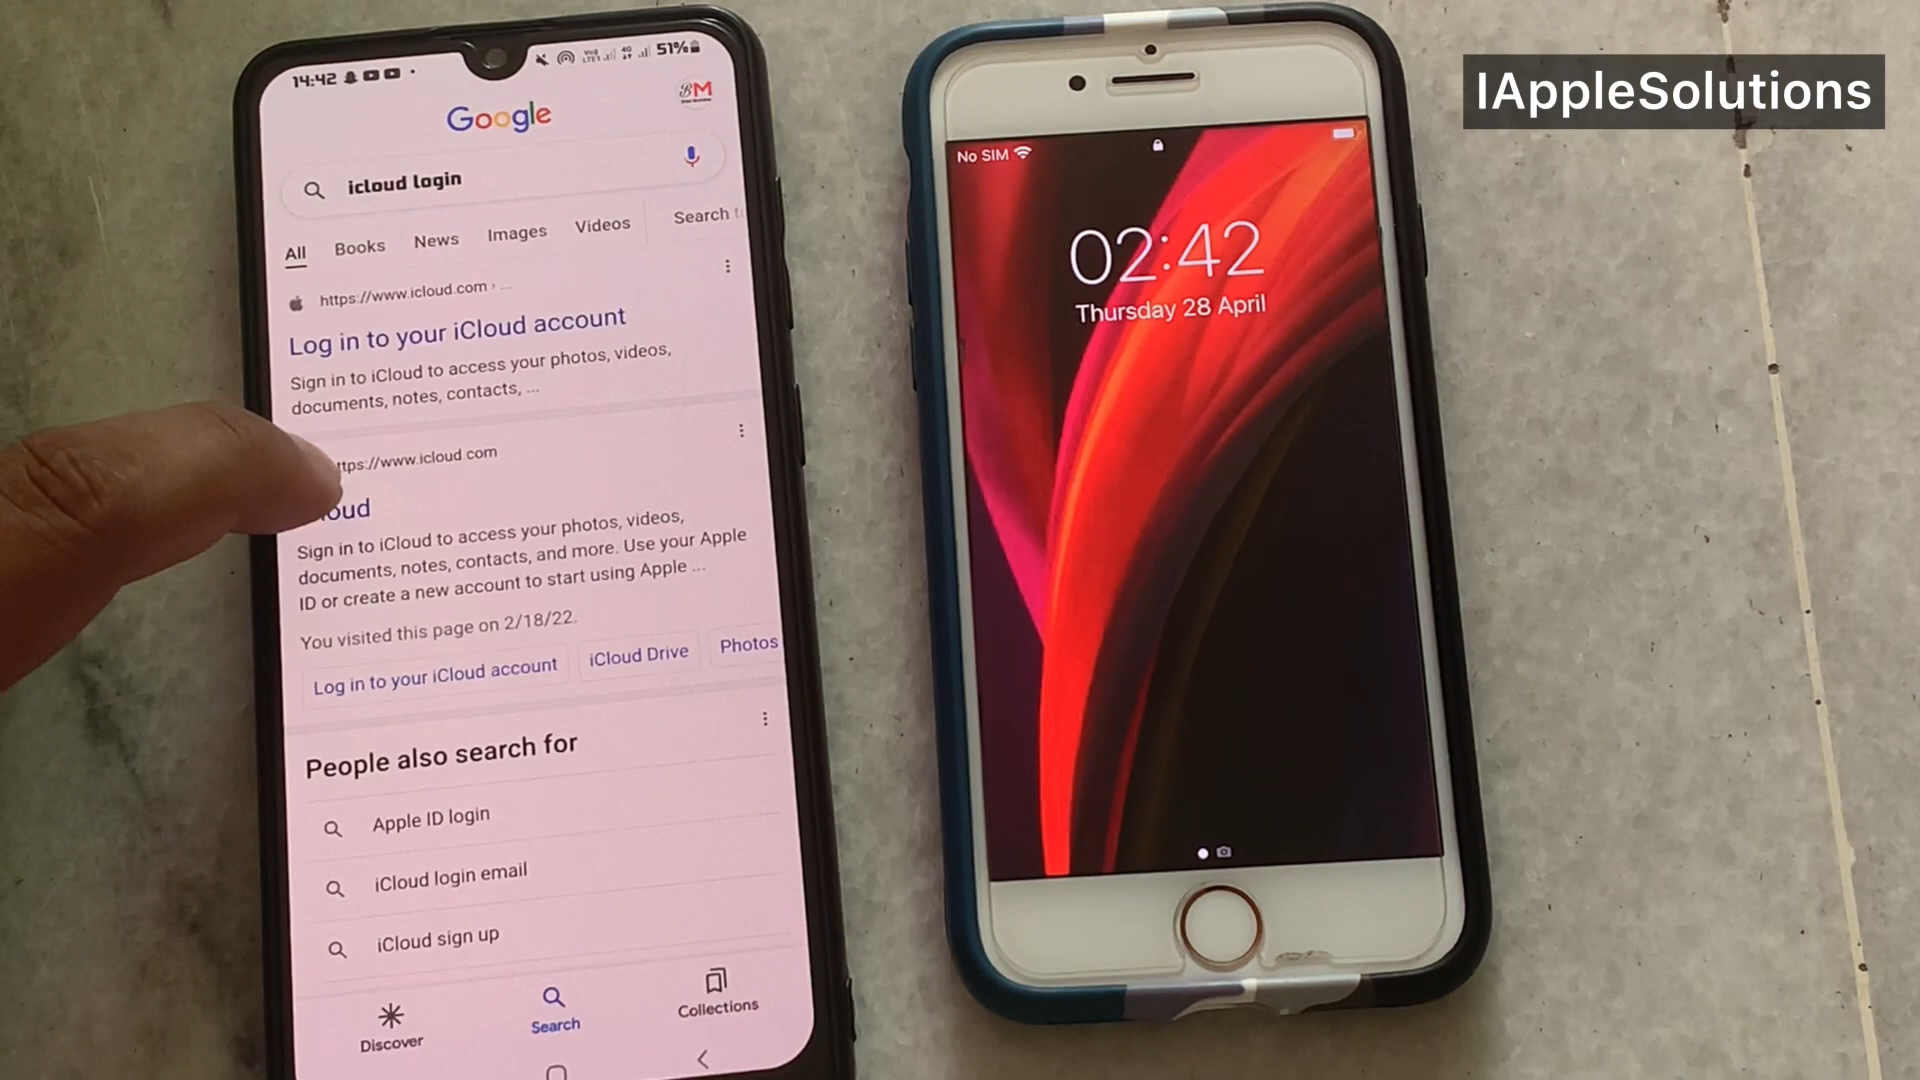 IAppleSolutions
14:42
51%
Google
BM
icloud login
All Books News Images Videos Search
https://www.icloud.com › ...
Log in to your iCloud account
Sign in to iCloud to access your photos, videos,
documents, notes, contacts, ...
ttps://www.icloud.com
loud
Sign in to iCloud to access your photos, videos,
documents, notes, contacts, and more. Use your Apple
ID or create a new account to start using Apple ...
You visited this page on 2/18/22.
Log in to your iCloud account iCloud Drive Photos
People also search for
Apple ID login
iCloud login email
iCloud sign up
Discover Search Collections
No SIM
02:42
Thursday 28 April